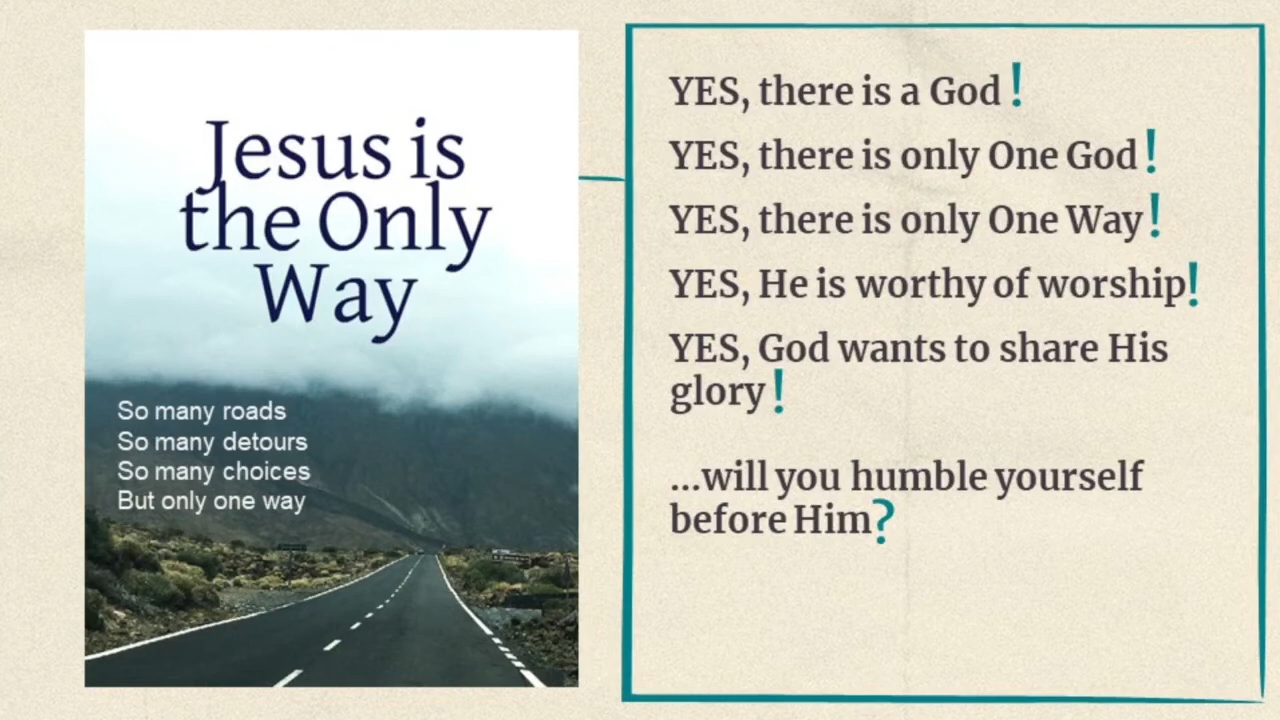 Jesus is
the Only
Way
So many roads
So many detours
So many choices
But only one way
YES, there is a God!
YES, there is only One God!
YES, there is only One Way!
YES, He is worthy of worship!
YES, God wants to share His
glory!
...will you humble yourself
before Him?